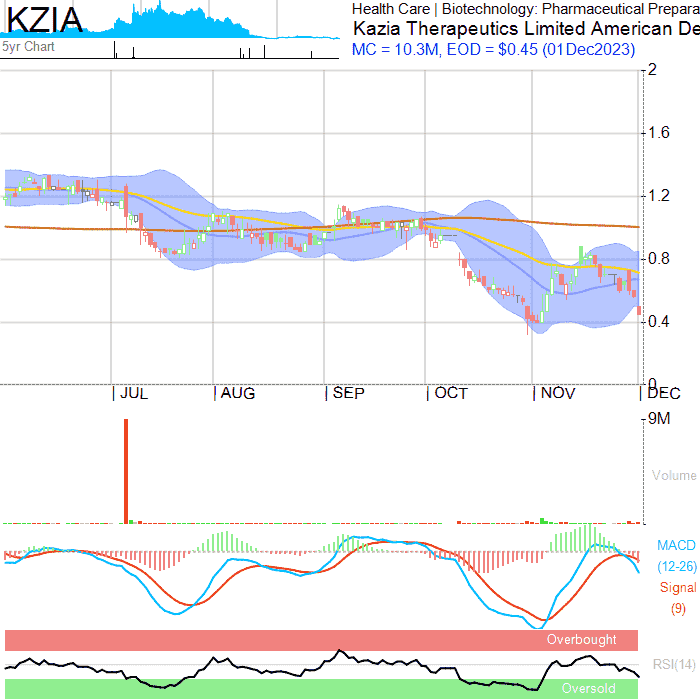 KZIA
5yr Chart
Health Care | Biotechnology: Pharmaceutical Prepara
Kazia Therapeutics Limited American De
MC = 10.3M, EOD = $0.45 (01Dec2023)
2
1.6
1.2
0.8
0.4
0
JUL AUG SEP OCT NOV DEC
9M
Volume
MACD
(12-26)
Signal
(9)
Overbought
RSI(14)
Oversold